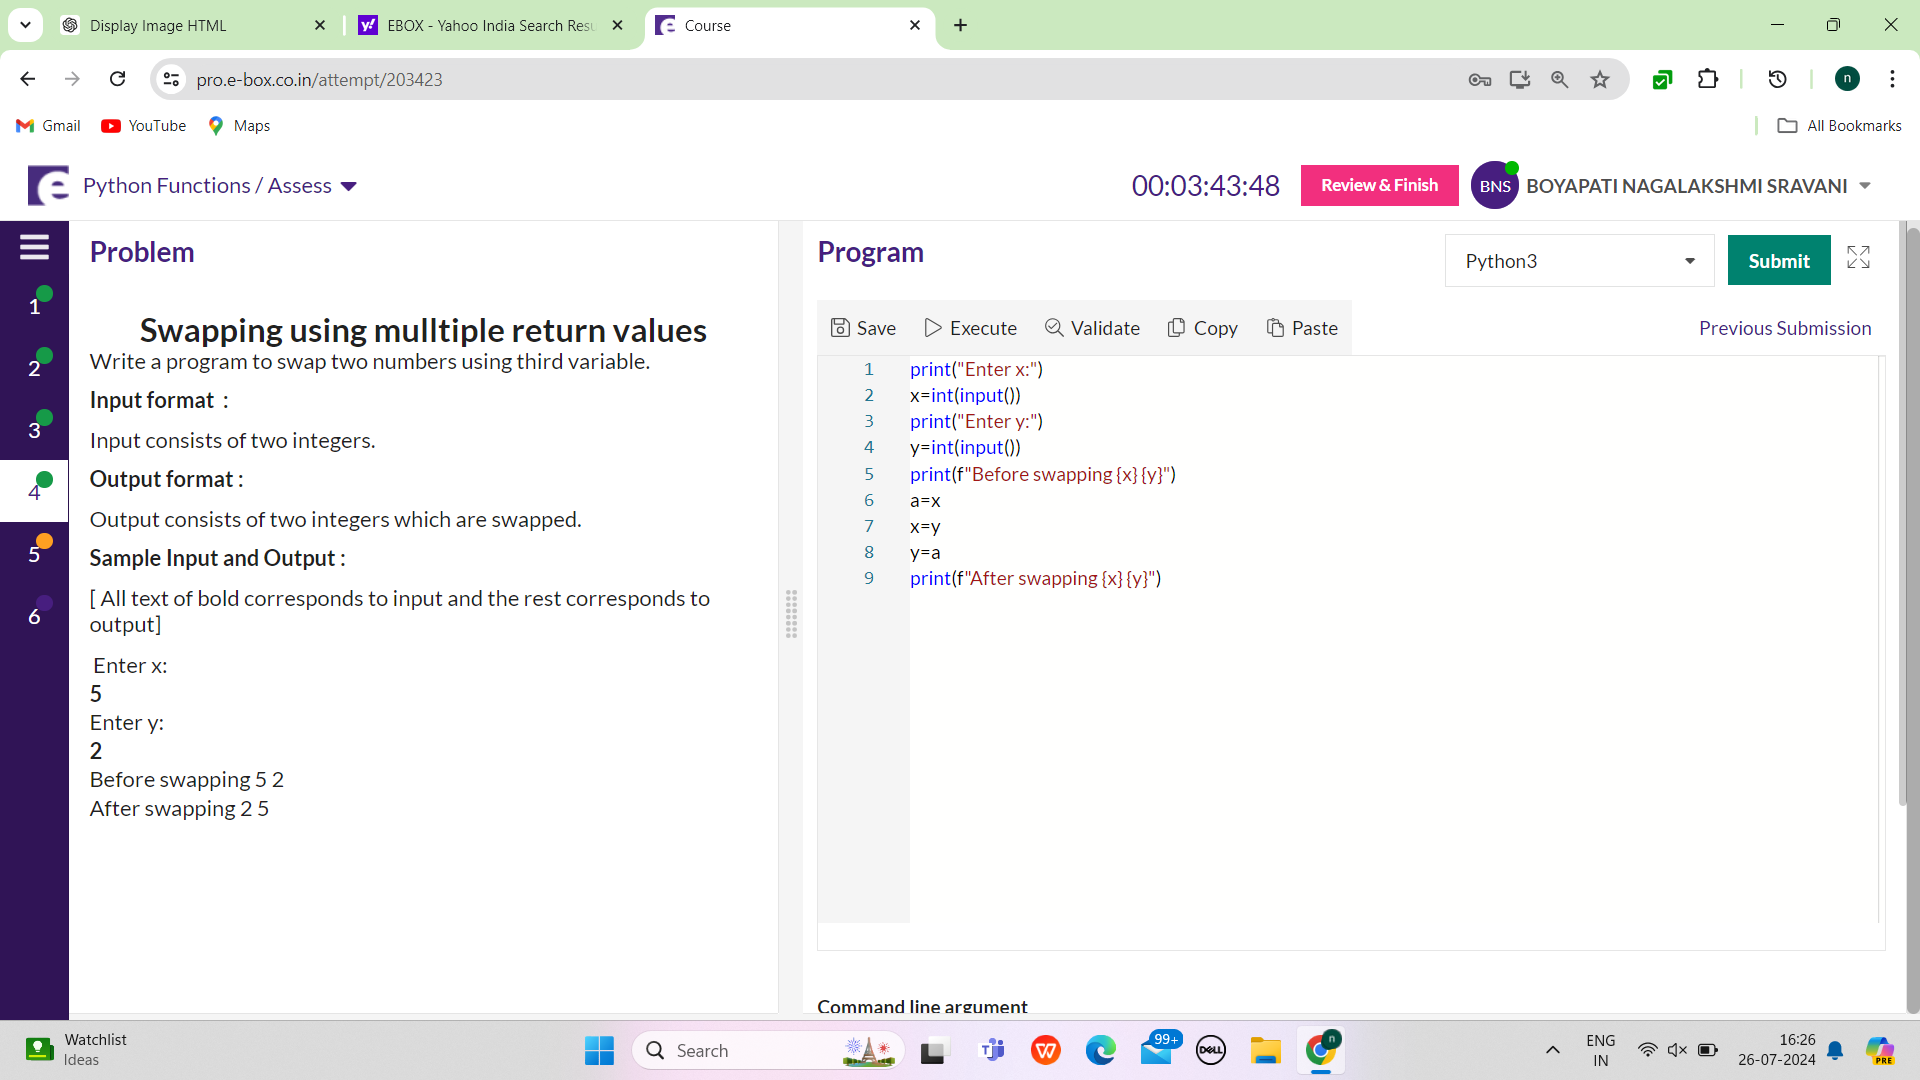 Display Image HTML
EBOX - Yahoo India Search Resu
Course
pro.e-box.co.in/attempt/203423
n
Gmail
YouTube
Maps
All Bookmarks
e
Python Functions / Assess
00:03:43:48
Review & Finish
BNS
BOYAPATI NAGALAKSHMI SRAVANI
1
2
3
4
5
6
Problem
Swapping using mulltiple return values
Write a program to swap two numbers using third variable.
Input format :
Input consists of two integers.
Output format :
Output consists of two integers which are swapped.
Sample Input and Output :
[ All text of bold corresponds to input and the rest corresponds to
output]
Enter x:
5
Enter y:
2
Before swapping 5 2
After swapping 2 5
Program
Python3
Submit
Save
Execute
Validate
Copy
Paste
Previous Submission
1 print("Enter x:")
2 x=int(input())
3 print("Enter y:")
4 y=int(input())
5 print(f"Before swapping {x} {y}")
6 a=x
7 x=y
8 y=a
9 print(f"After swapping {x} {y}")
Command line argument
Watchlist
Ideas
Search
99+
DELL
n
ENG
IN
16:26
26-07-2024
PRE